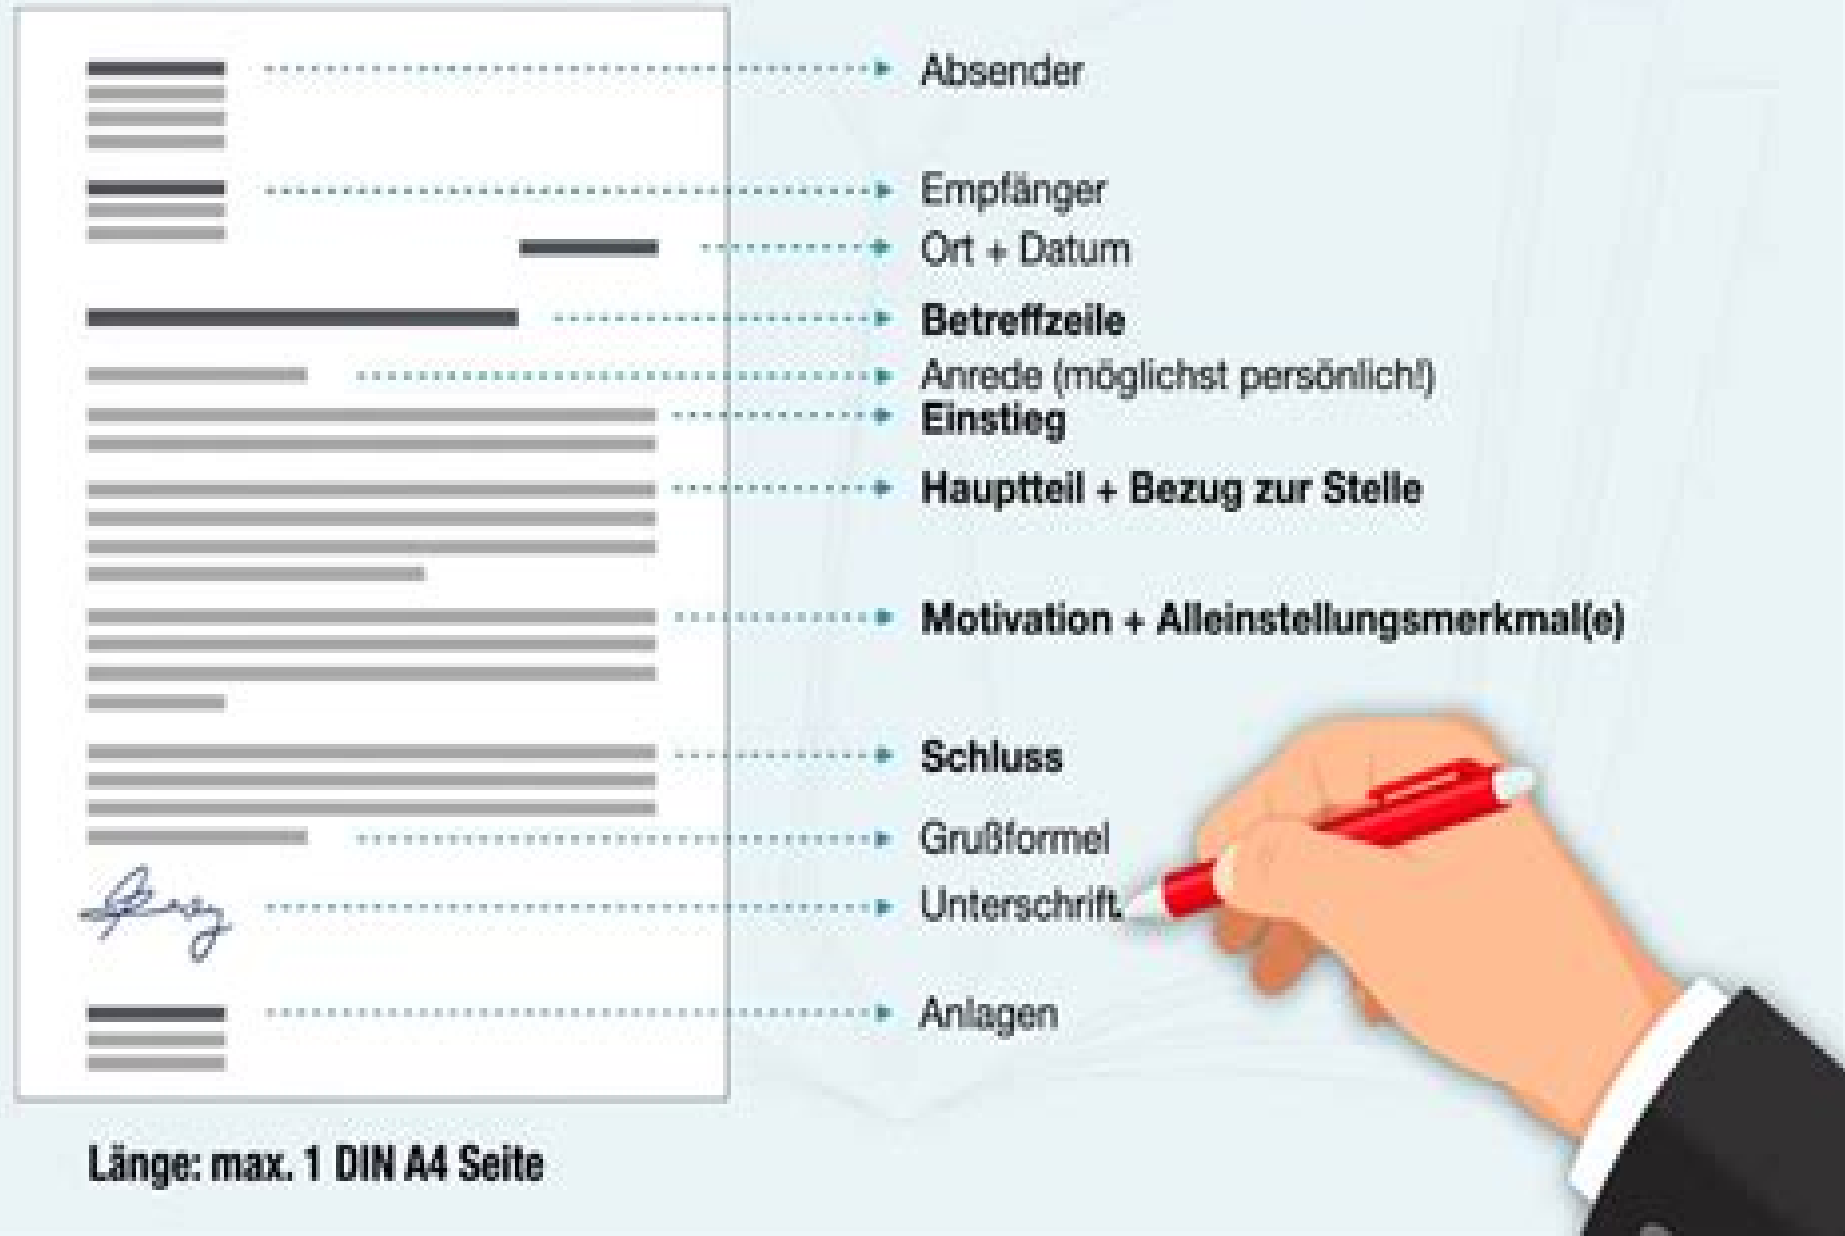 Absender
Empfänger
Ort + Datum
Betreffzeile
Anrede (möglichst persönlich!)
Einstieg
Hauptteil + Bezug zur Stelle
Motivation + Alleinstellungsmerkmal(e)
Schluss
Grußformel
Unterschrift
Anlagen
Länge: max. 1 DIN A4 Seite